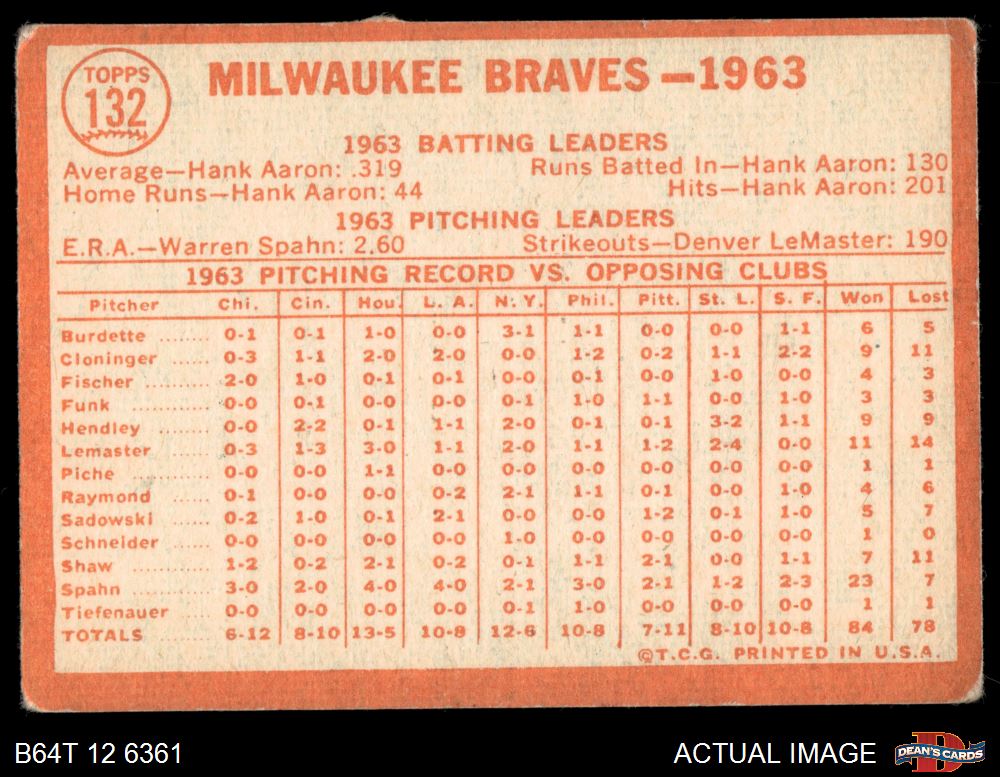 TOPPS
132
MILWAUKEE BRAVES—1963
1963 BATTING LEADERS
Average—Hank Aaron: .319 Runs Batted In—Hank Aaron: 130
Home Runs—Hank Aaron: 44 Hits—Hank Aaron: 201
1963 PITCHING LEADERS
E.R.A.—Warren Spahn: 2.60 Strikeouts—Denver LeMaster: 190
1963 PITCHING RECORD VS. OPPOSING CLUBS
Pitcher Chi. Cin. Hou. L. A. N. Y. Phil. Pitt. St. L. S. F. Won Lost
Burdette ........ 0-1 0-1 1-0 0-0 3-1 1-1 0-0 0-0 1-1 6 5
Cloninger ...... 0-3 1-1 2-0 2-0 0-0 1-2 0-2 1-1 2-2 9 11
Fischer .......... 2-0 1-0 0-1 0-1 0-0 0-1 0-0 1-0 0-0 4 3
Funk ............ 0-0 0-1 0-0 0-0 0-1 1-0 1-1 0-0 1-0 3 3
Hendley ........ 0-0 2-2 0-1 1-1 2-0 0-1 0-1 3-2 1-1 9 9
Lemaster ...... 0-3 1-3 3-0 1-1 2-0 1-1 1-2 2-4 0-0 11 14
Piche ............ 0-0 0-0 1-1 0-0 0-0 0-0 0-0 0-0 0-0 1 1
Raymond ...... 0-1 0-0 0-0 0-2 2-1 1-1 0-1 0-0 1-0 4 6
Sadowski ...... 0-2 1-0 0-1 2-1 0-0 0-0 1-2 0-1 1-0 5 7
Schneider ...... 0-0 0-0 0-0 0-0 1-0 0-0 0-0 0-0 0-0 1 0
Shaw ............ 1-2 0-2 2-1 0-2 0-1 1-1 2-1 0-0 1-1 7 11
Spahn .......... 3-0 2-0 4-0 4-0 2-1 3-0 2-1 1-2 2-3 23 7
Tiefenauer .... 0-0 0-0 0-0 0-0 0-1 1-0 0-0 0-0 0-0 1 1
TOTALS ........ 6-12 8-10 13-5 10-8 12-6 10-8 7-11 8-10 10-8 84 78
©T.C.G. PRINTED IN U.S.A.
B64T 12 6361 ACTUAL IMAGE DEAN'S CARDS